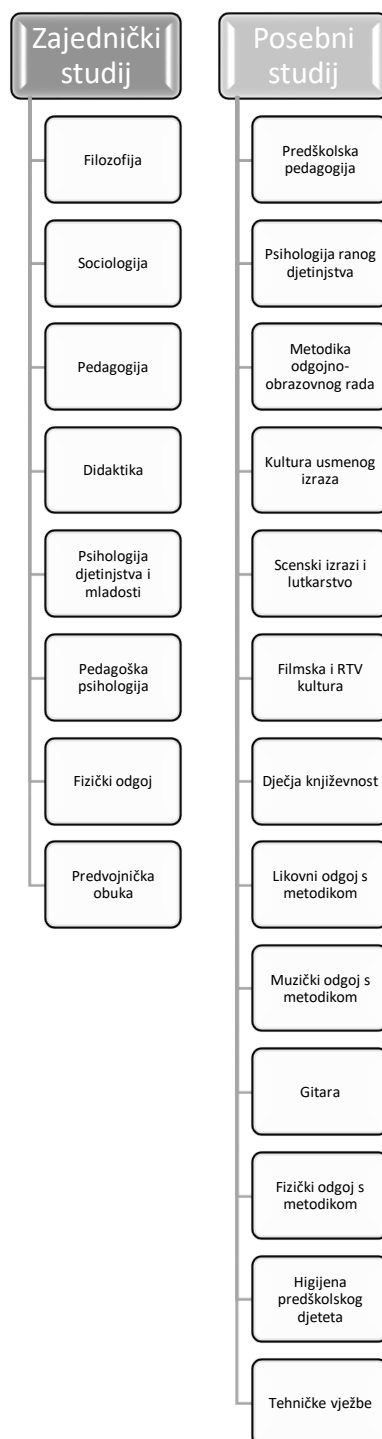 Zajednički
studij
Filozofija
Sociologija
Pedagogija
Didaktika
Psihologija
djetinjstva i
mladosti
Pedagoška
psihologija
Fizički odgoj
Predvojnička
obuka
Posebni
studij
Predškolska
pedagogija
Psihologija ranog
djetinjstva
Metodika
odgojno-
obrazovnog rada
Kultura usmenog
izraza
Scenski izrazi i
lutkarstvo
Filmska i RTV
kultura
Dječja književnost
Likovni odgoj s
metodikom
Muzički odgoj s
metodikom
Gitara
Fizički odgoj s
metodikom
Higijena
predškolskog
djeteta
Tehničke vježbe